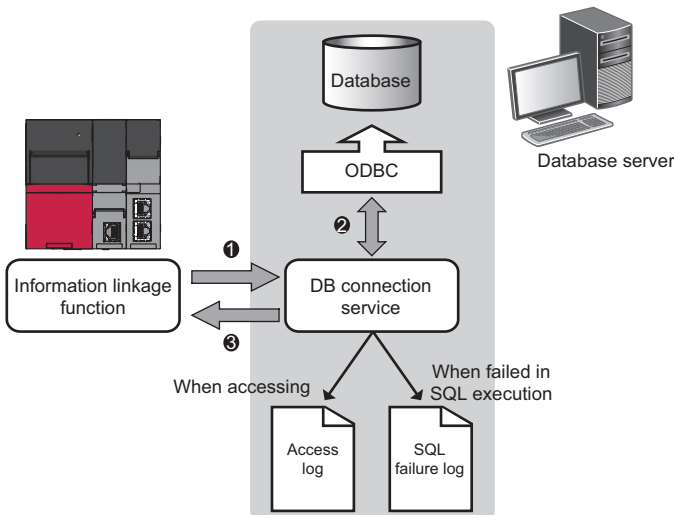 Database
ODBC
Database server
❶
❷
Information linkage
function
DB connection
service
❸
When accessing
When failed in
SQL execution
Access
log
SQL
failure log